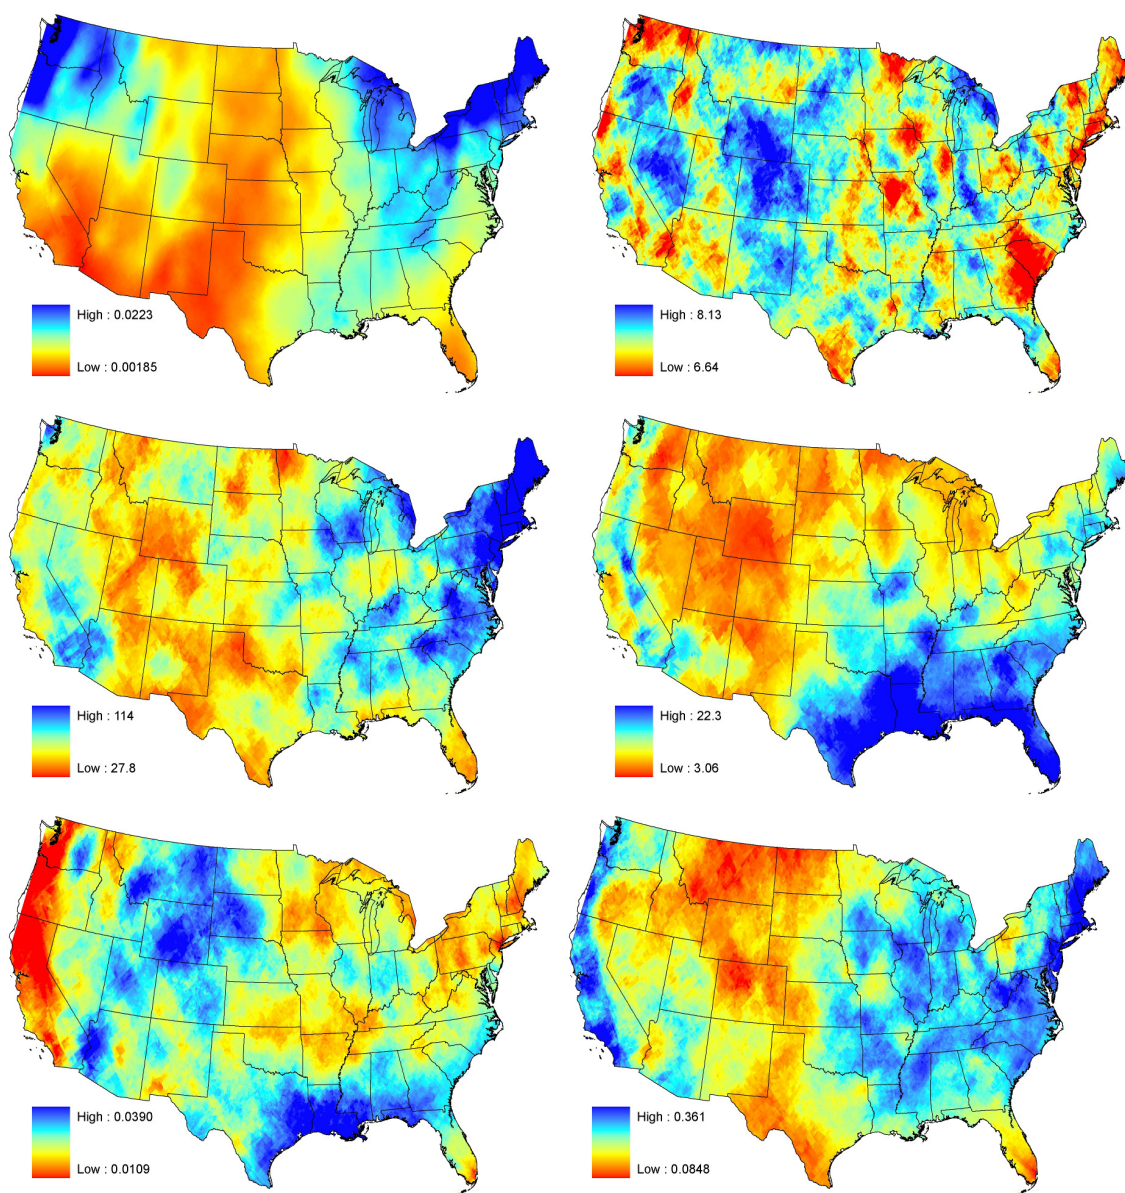 High : 0.0223
Low : 0.00185
High : 8.13
Low : 6.64
High : 114
Low : 27.8
High : 22.3
Low : 3.06
High : 0.0390
Low : 0.0109
High : 0.361
Low : 0.0848